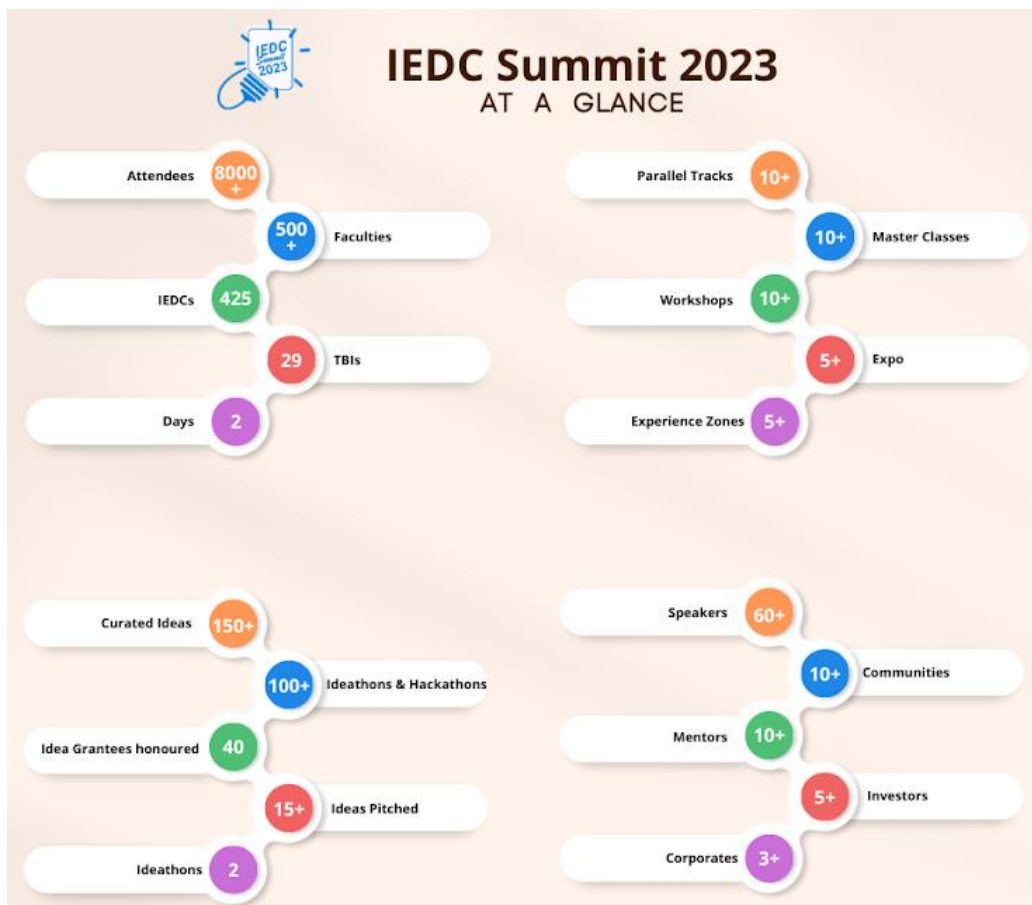 IEDC
Summit
2023
IEDC Summit 2023
AT A GLANCE
Attendees 8000
+
500
+ Faculties
IEDCs 425
29 TBIs
Days 2
Parallel Tracks 10+
10+ Master Classes
Workshops 10+
5+ Expo
Experience Zones 5+
Curated Ideas 150+
100+ Ideathons & Hackathons
Idea Grantees honoured 40
15+ Ideas Pitched
Ideathons 2
Speakers 60+
10+ Communities
Mentors 10+
5+ Investors
Corporates 3+